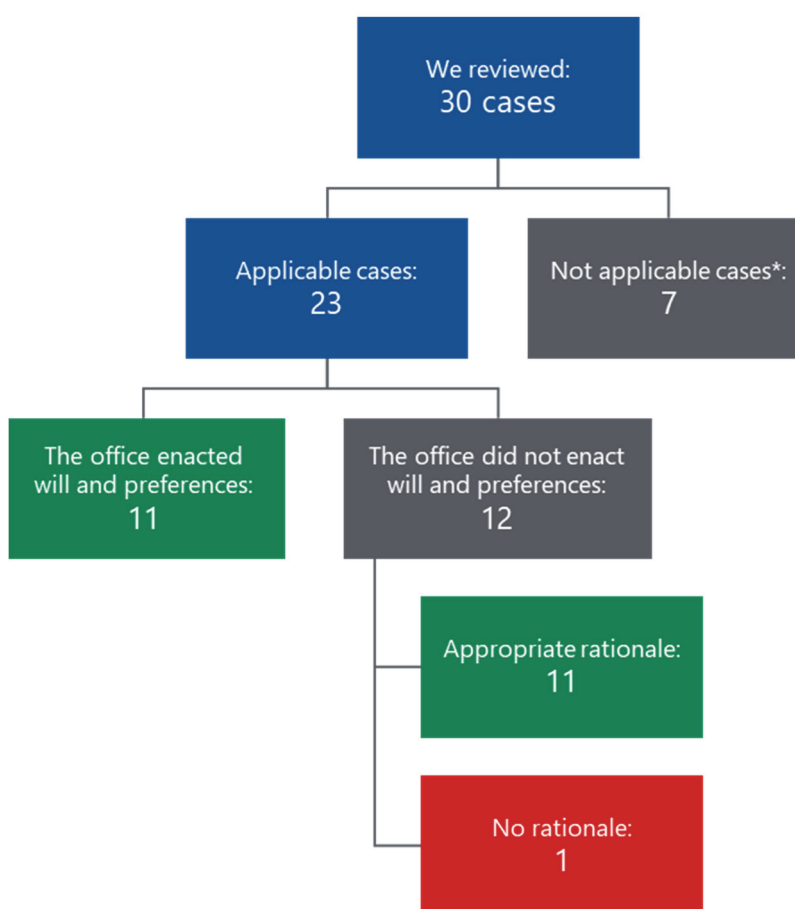 We reviewed:
30 cases
Applicable cases:
23
Not applicable cases*:
7
The office enacted
will and preferences:
11
The office did not enact
will and preferences:
12
Appropriate rationale:
11
No rationale:
1